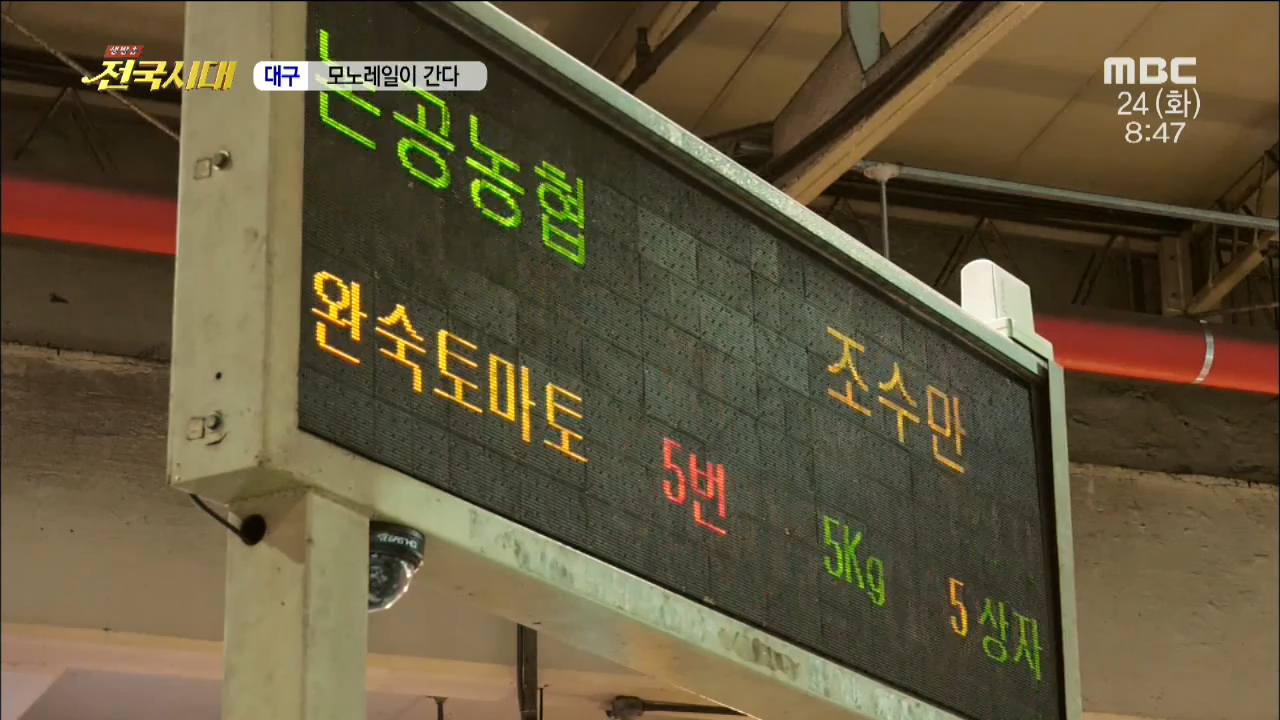 생방송
전국시대
대구 모노레일이 간다
MBC
24 (화)
8:47
논공농협
조수만
완숙토마토 5번 5Kg 5상자